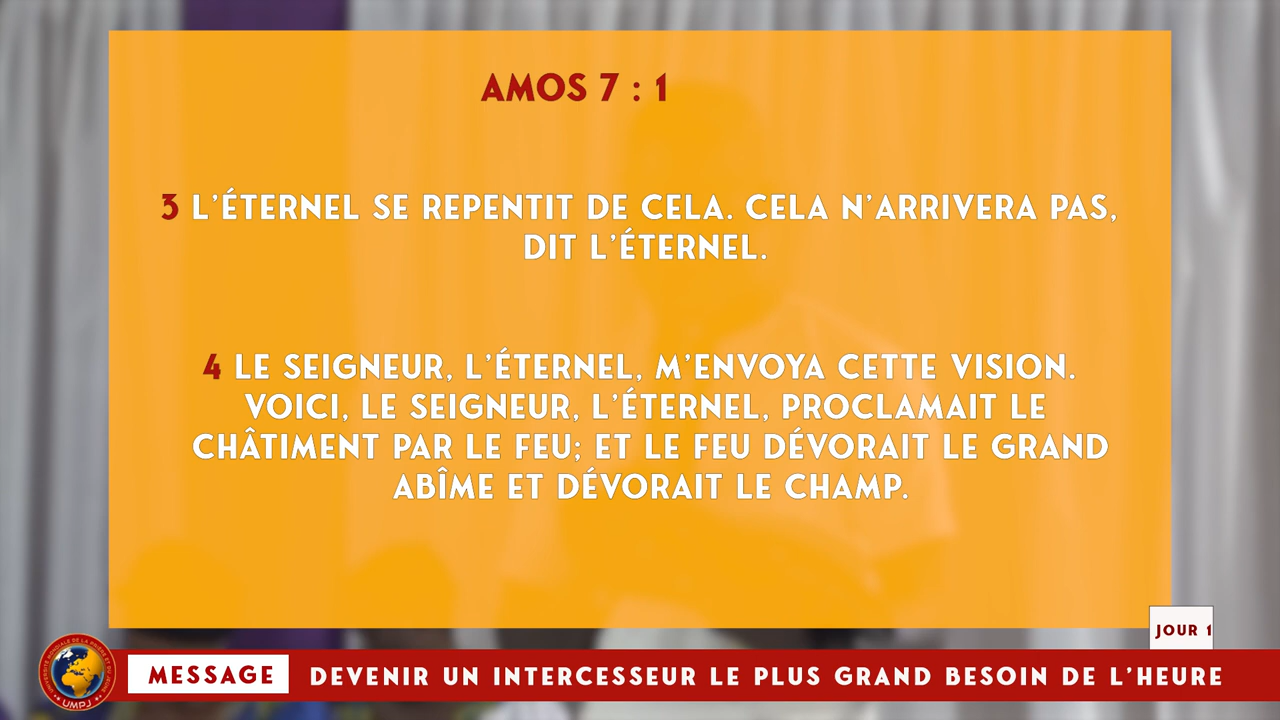 AMOS 7 : 1
3 L'ÉTERNEL SE REPENTIT DE CELA. CELA N'ARRIVERA PAS,
DIT L'ÉTERNEL.
4 LE SEIGNEUR, L'ÉTERNEL, M'ENVOYA CETTE VISION.
VOICI, LE SEIGNEUR, L'ÉTERNEL, PROCLAMAIT LE
CHÂTIMENT PAR LE FEU; ET LE FEU DÉVORAIT LE GRAND
ABÎME ET DÉVORAIT LE CHAMP.
JOUR 1
MESSAGE DEVENIR UN INTERCESSEUR LE PLUS GRAND BESOIN DE L'HEURE
UMPJ